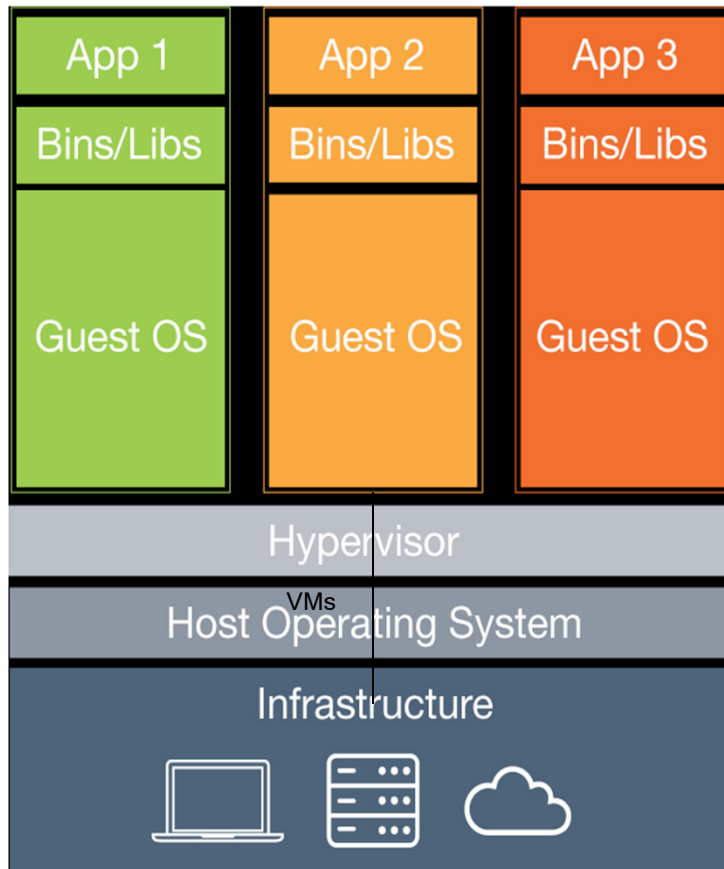 App 1
App 2
App 3
Bins/Libs
Bins/Libs
Bins/Libs
Guest OS
Guest OS
Guest OS
Hypervisor
VMs
Host Operating System
Infrastructure